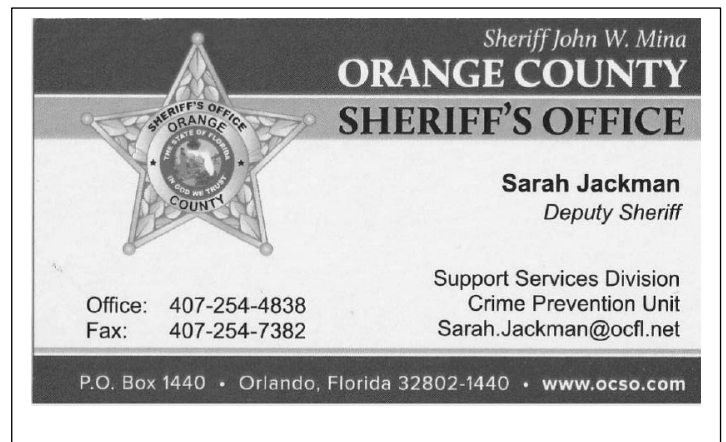 Sheriff John W. Mina
ORANGE COUNTY
SHERIFF'S OFFICE
SHERIFF'S OFFICE
ORANGE
THE STATE OF FLORIDA
IN GOD WE TRUST
COUNTY
Sarah Jackman
Deputy Sheriff
Support Services Division
Crime Prevention Unit
Sarah.Jackman@ocfl.net
Office: 407-254-4838
Fax: 407-254-7382
P.O. Box 1440 • Orlando, Florida 32802-1440 • www.ocso.com